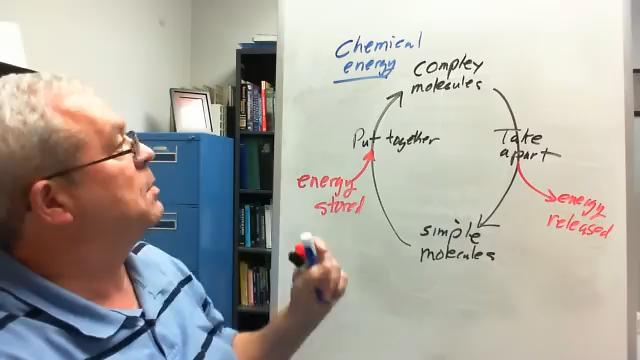 Chemical
energy
complex
molecules
Put together
Take
apart
energy
stored
energy
released
simple
molecules